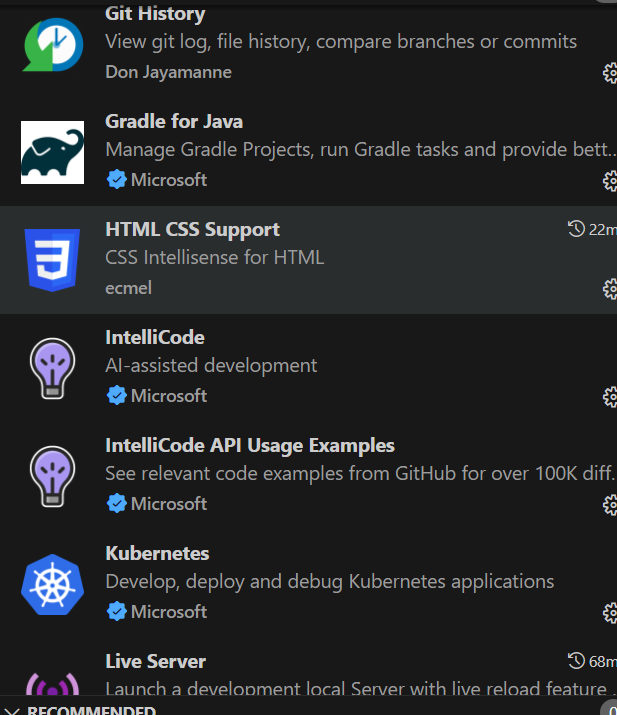 Git History
View git log, file history, compare branches or commits
Don Jayamanne
Gradle for Java
Manage Gradle Projects, run Gradle tasks and provide bett...
Microsoft
HTML CSS Support
22m
CSS Intellisense for HTML
ecmel
IntelliCode
AI-assisted development
Microsoft
IntelliCode API Usage Examples
See relevant code examples from GitHub for over 100K diff...
Microsoft
Kubernetes
Develop, deploy and debug Kubernetes applications
Microsoft
Live Server
68m
Launch a development local Server with live reload feature ...
RECOMMENDED
0